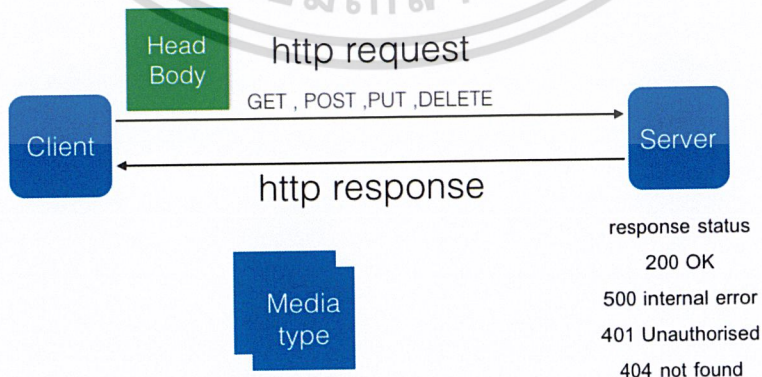 Head
Body
http request
GET , POST ,PUT ,DELETE
Client
Server
http response
response status
200 OK
500 internal error
401 Unauthorised
404 not found
Media
type